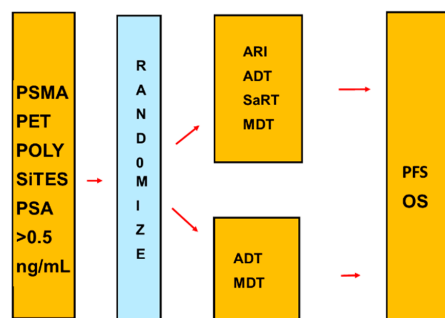 PSMA
PET
POLY
SiTES
PSA
>0.5
ng/mL
R
A
N
D
0
M
I
Z
E
ARI
ADT
SaRT
MDT
ADT
MDT
PFS
OS